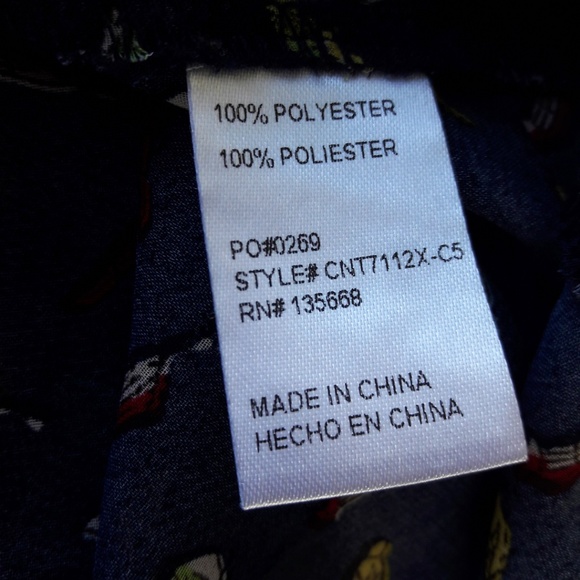 100% POLYESTER
100% POLIESTER
PO#0269
STYLE# CNT7112X-C5
RN# 135668
MADE IN CHINA
HECHO EN CHINA